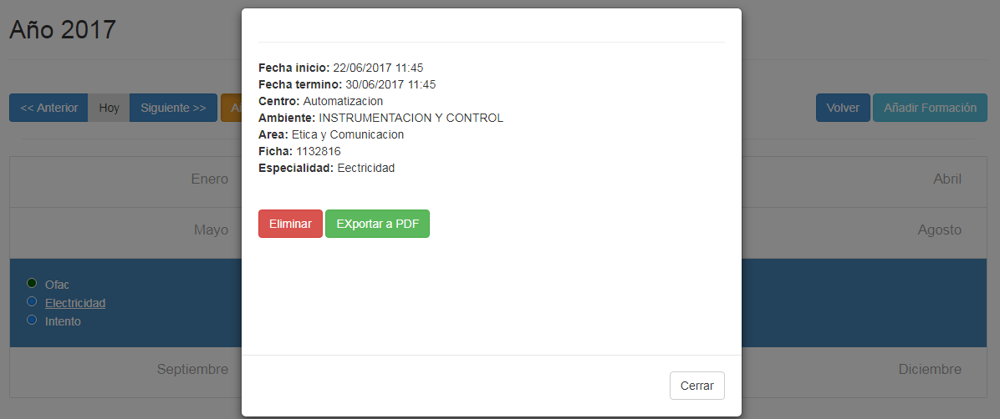 Año 2017
<< Anterior Hoy Siguiente >> Volver Añadir Formación
Enero Abril
Mayo Agosto
Ofac
Electricidad
Intento
Septiembre Diciembre
Fecha inicio: 22/06/2017 11:45
Fecha termino: 30/06/2017 11:45
Centro: Automatizacion
Ambiente: INSTRUMENTACION Y CONTROL
Area: Etica y Comunicacion
Ficha: 1132816
Especialidad: Eectricidad
Eliminar EXportar a PDF
Cerrar